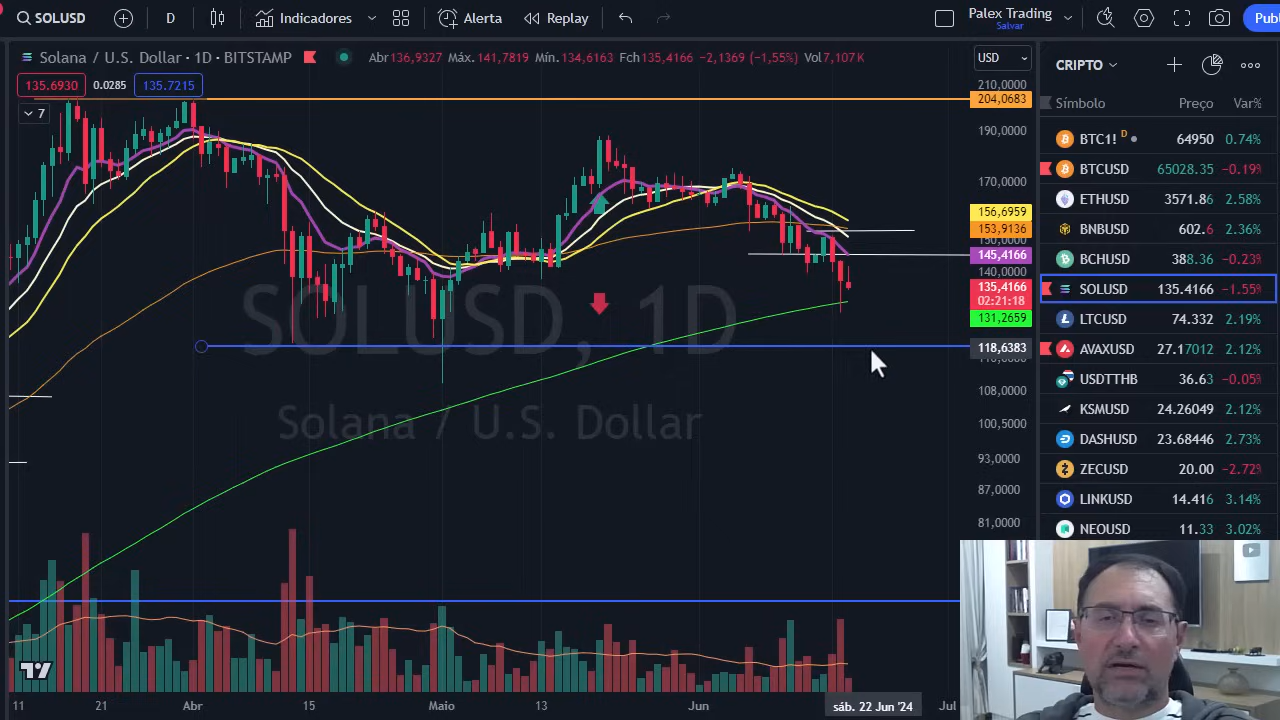 SOLUSD D Indicadores Alerta Replay Palex Trading Publ
Salvar
Solana / U.S. Dollar · 1D · BITSTAMP Abr136,9327 Máx.141,7819 Mín.134,6163 Fch135,4166 −2,1369 (−1,55%) Vol7,107K
USD
CRIPTO
135.6930 0.0285 135.7215
7
210,0000
204,0683
190,0000
170,0000
156,6959
153,9136
150,0000
145,4166
140,0000
135,4166
02:21:18
131,2659
118,6383
108,0000
100,5000
93,0000
87,0000
81,0000
SOLUSD, 1D
Solana / U.S. Dollar
Símbolo Preço Var%
BTC1! D 64950 0.74%
BTCUSD 65028.35 −0.19%
ETHUSD 3571.86 2.58%
BNBUSD 602.6 2.36%
BCHUSD 388.36 −0.23%
SOLUSD 135.4166 −1.55%
LTCUSD 74.332 2.19%
AVAXUSD 27.17012 2.12%
USDTTHB 36.63 −0.05%
KSMUSD 24.26049 2.12%
DASHUSD 23.68446 2.73%
ZECUSD 20.00 −2.72%
LINKUSD 14.416 3.14%
NEOUSD 11.33 3.02%
11 21 Abr 15 Maio 13 Jun sáb. 22 Jun '24 Jul